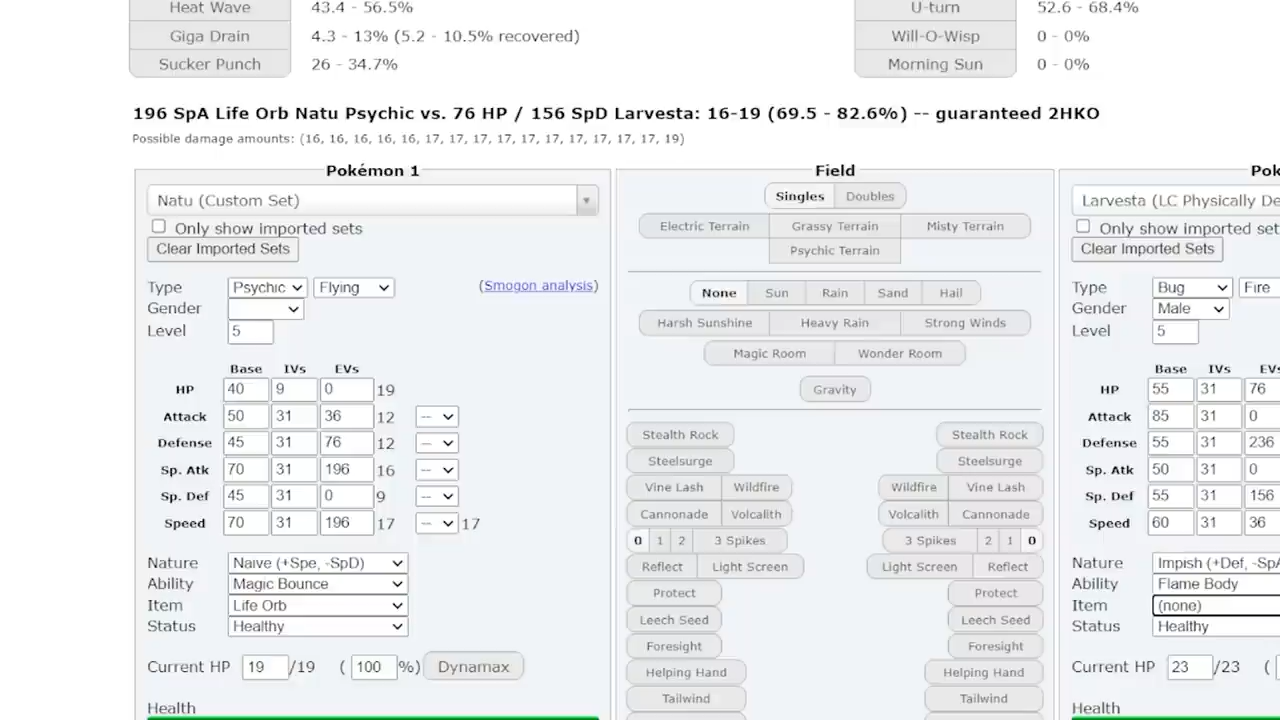 Heat Wave 43.4 - 56.5% U-turn 52.6 - 68.4%
Giga Drain 4.3 - 13% (5.2 - 10.5% recovered) Will-O-Wisp 0 - 0%
Sucker Punch 26 - 34.7% Morning Sun 0 - 0%
196 SpA Life Orb Natu Psychic vs. 76 HP / 156 SpD Larvesta: 16-19 (69.5 - 82.6%) -- guaranteed 2HKO
Possible damage amounts: (16, 16, 16, 16, 16, 17, 17, 17, 17, 17, 17, 17, 17, 17, 17, 19)
Pokémon 1
Natu (Custom Set)
Only show imported sets
Clear Imported Sets
Type Psychic Flying (Smogon analysis)
Gender
Level 5
Base IVs EVs
HP 40 9 0 19
Attack 50 31 36 12 --
Defense 45 31 76 12 --
Sp. Atk 70 31 196 16 --
Sp. Def 45 31 0 9 --
Speed 70 31 196 17 -- 17
Nature Naive (+Spe, -SpD)
Ability Magic Bounce
Item Life Orb
Status Healthy
Current HP 19 /19 ( 100 %) Dynamax
Health
Field
Singles Doubles
Electric Terrain Grassy Terrain Misty Terrain
Psychic Terrain
None Sun Rain Sand Hail
Harsh Sunshine Heavy Rain Strong Winds
Magic Room Wonder Room
Gravity
Stealth Rock Stealth Rock
Steelsurge Steelsurge
Vine Lash Wildfire Wildfire Vine Lash
Cannonade Volcalith Volcalith Cannonade
0 1 2 3 Spikes 3 Spikes 2 1 0
Reflect Light Screen Light Screen Reflect
Protect Protect
Leech Seed Leech Seed
Foresight Foresight
Helping Hand Helping Hand
Tailwind Tailwind
Pok
Larvesta (LC Physically De
Only show imported set
Clear Imported Sets
Type Bug Fire
Gender Male
Level 5
Base IVs EVs
HP 55 31 76
Attack 85 31 0
Defense 55 31 236
Sp. Atk 50 31 0
Sp. Def 55 31 156
Speed 60 31 36
Nature Impish (+Def, -SpA
Ability Flame Body
Item (none)
Status Healthy
Current HP 23 /23 (
Health